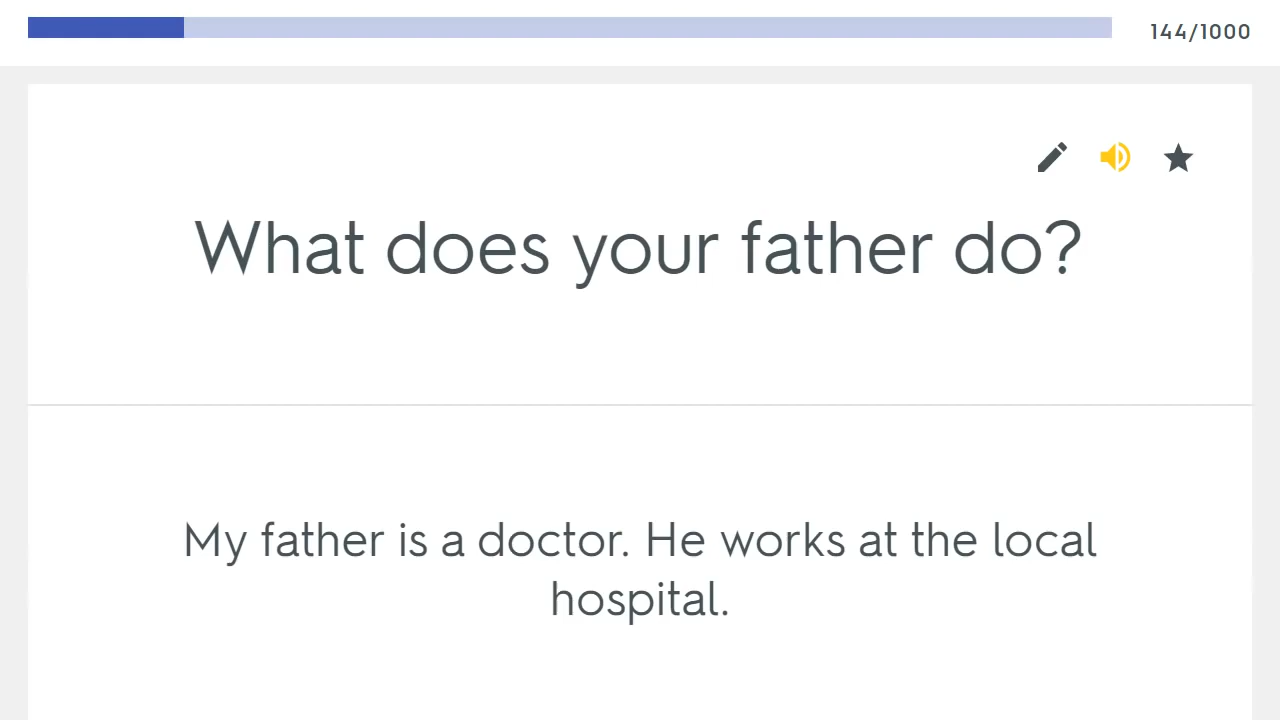 144/1000
What does your father do?
My father is a doctor. He works at the local
hospital.